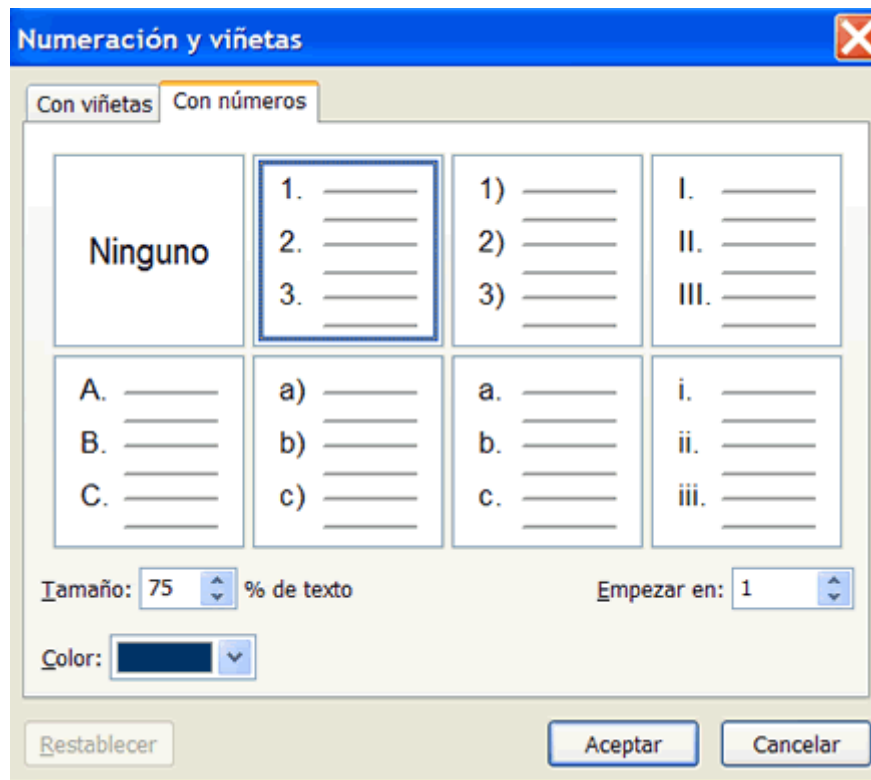 Numeración y viñetas
Con viñetas Con números
Ninguno
1.
2.
3.
1)
2)
3)
I.
II.
III.
A.
B.
C.
a)
b)
c)
a.
b.
c.
i.
ii.
iii.
Tamaño: 75 % de texto Empezar en: 1
Color:
Restablecer Aceptar Cancelar